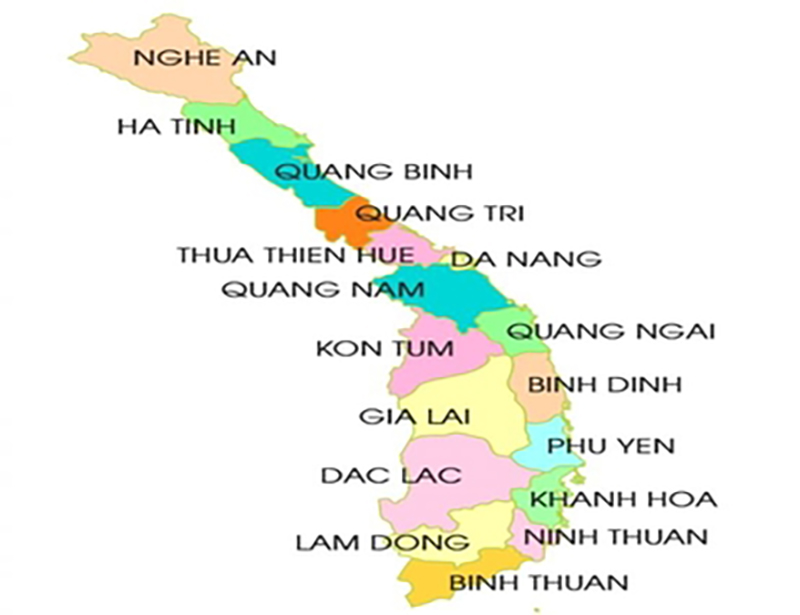 NGHE AN
HA TINH
QUANG BINH
QUANG TRI
THUA THIEN HUE
DA NANG
QUANG NAM
QUANG NGAI
KON TUM
BINH DINH
GIA LAI
PHU YEN
DAC LAC
KHANH HOA
LAM DONG
NINH THUAN
BINH THUAN